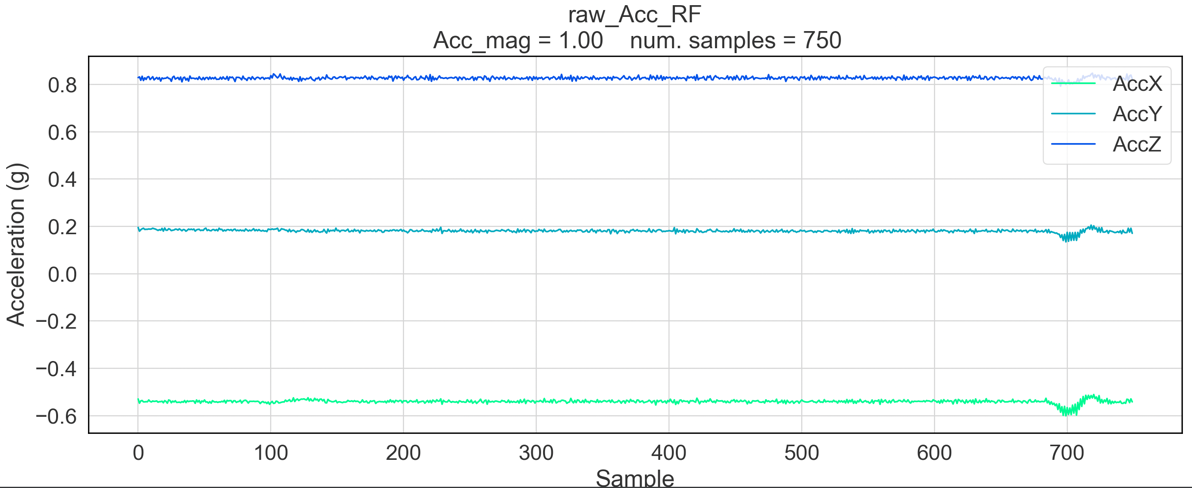 raw_Acc_RF
Acc_mag = 1.00    num. samples = 750
Acceleration (g)
0.8
0.6
0.4
0.2
0.0
−0.2
−0.4
−0.6
AccX
AccY
AccZ
0 100 200 300 400 500 600 700
Sample